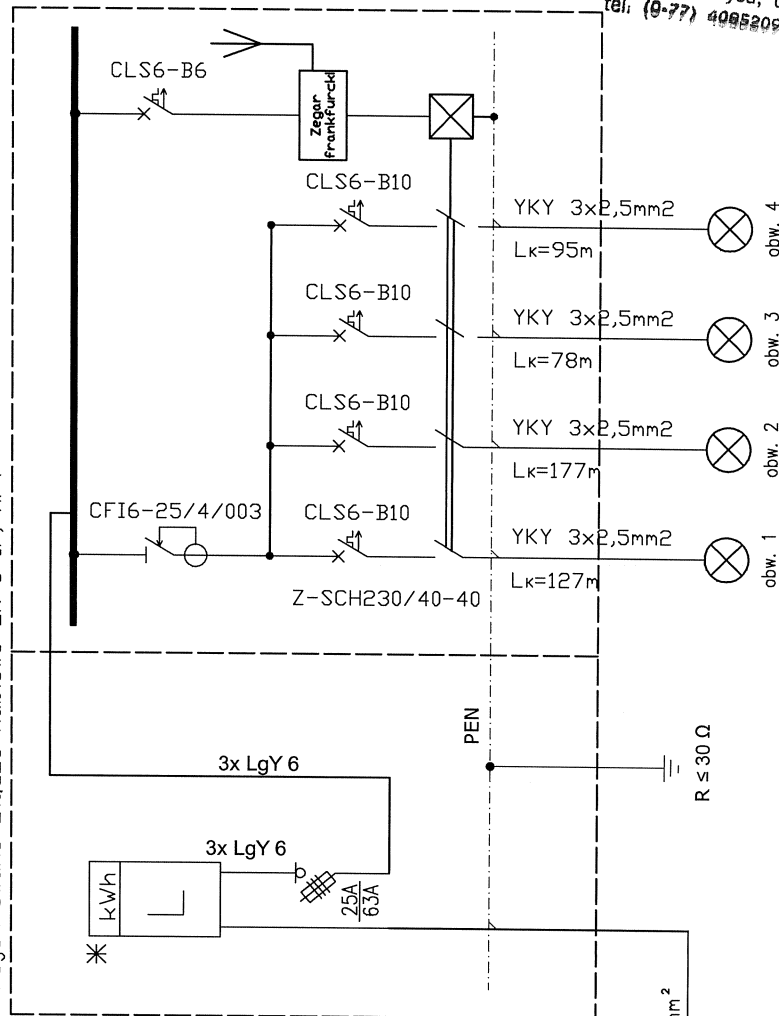 tel. (0-77) 4085209
CLS6-B6
Zegar
frankfurcki
CLS6-B10
YKY 3x2,5mm2
Lк=95m
obw. 4
CLS6-B10
YKY 3x2,5mm2
Lк=78m
obw. 3
CLS6-B10
YKY 3x2,5mm2
Lк=177m
obw. 2
CFI6-25/4/003
CLS6-B10
YKY 3x2,5mm2
Lк=127m
obw. 1
Z-SCH230/40-40
PEN
R ≤ 30 Ω
3x LgY 6
3x LgY 6
kWh
25A
63A
mm²